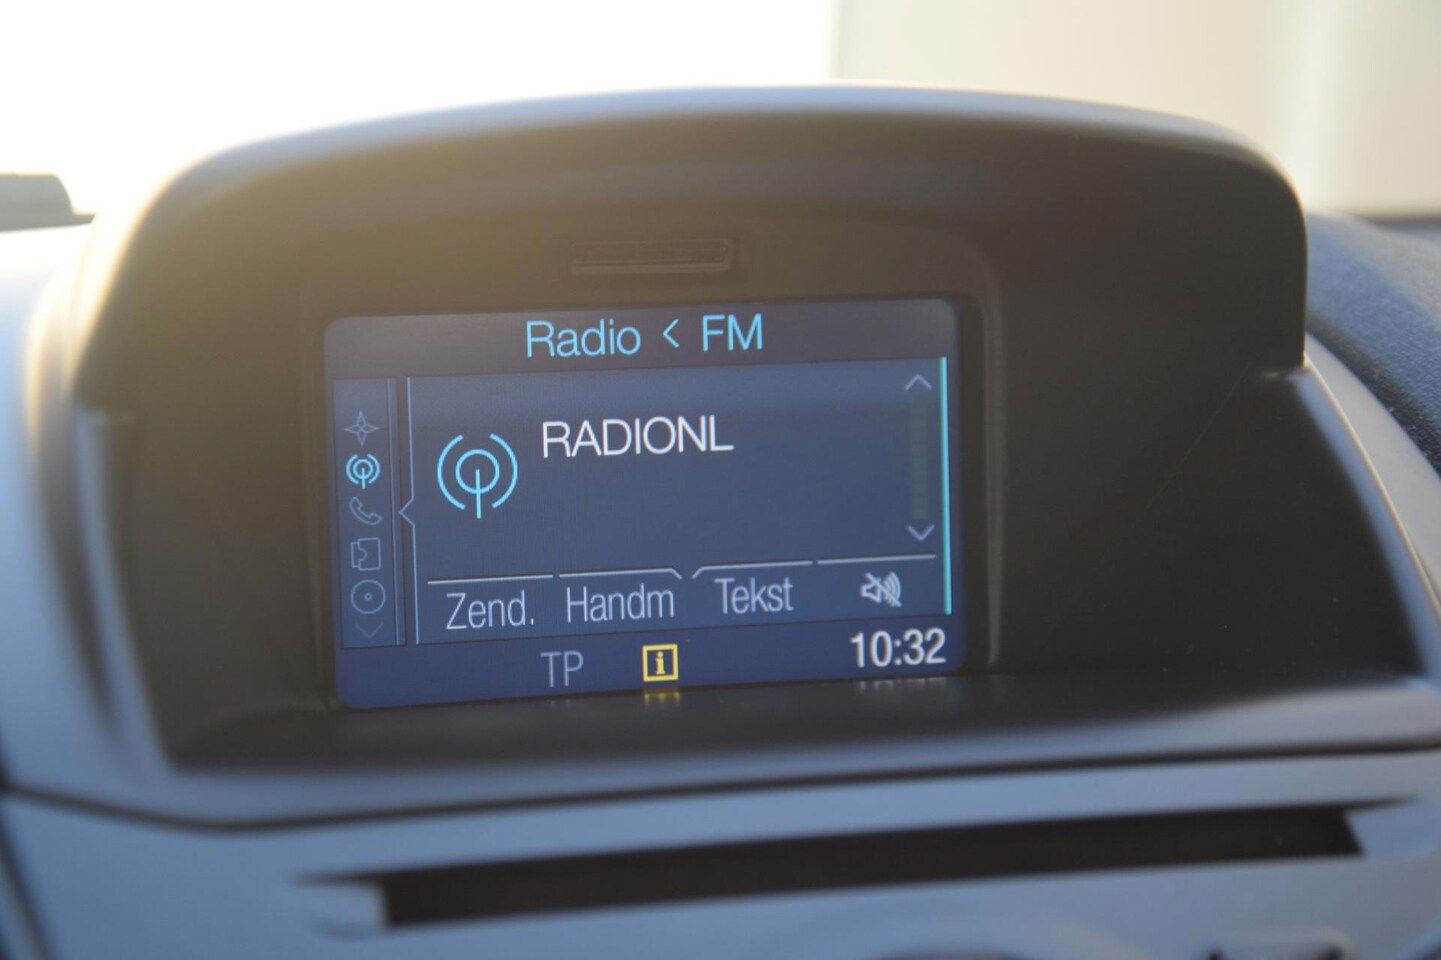 Radio < FM
RADIONL
Zend. Handm Tekst
TP i 10:32